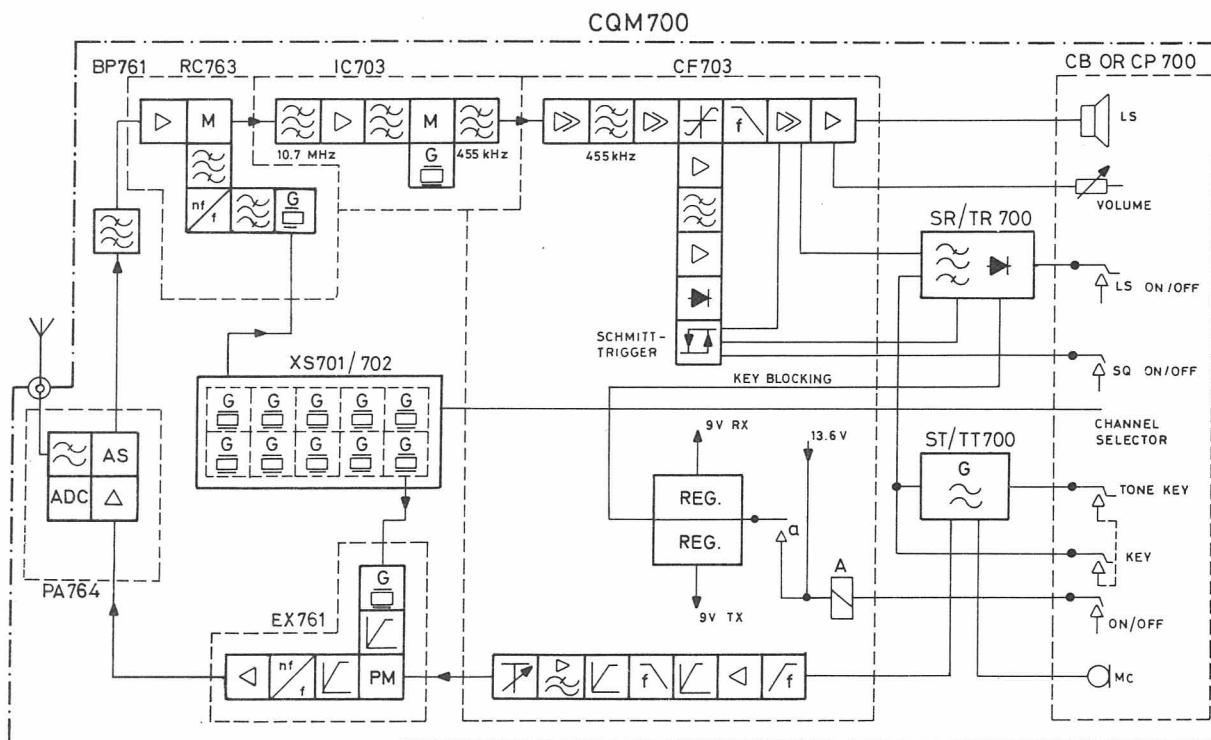 CQM700
BP761
RC763
IC703
CF703
CB OR CP 700
M
M
LS
10.7 MHz
G
455 kHz
455 kHz
f
nf/f
G
VOLUME
SR/TR 700
LS ON/OFF
SCHMITT-
TRIGGER
XS701/702
SQ ON/OFF
KEY BLOCKING
G G G G G
G G G G G
CHANNEL
SELECTOR
9V RX
13.6 V
ST/TT700
G
AS
ADC
REG.
REG.
a
TONE KEY
KEY
A
PA764
G
9V TX
ON/OFF
EX761
nf/f
PM
f
f
MC